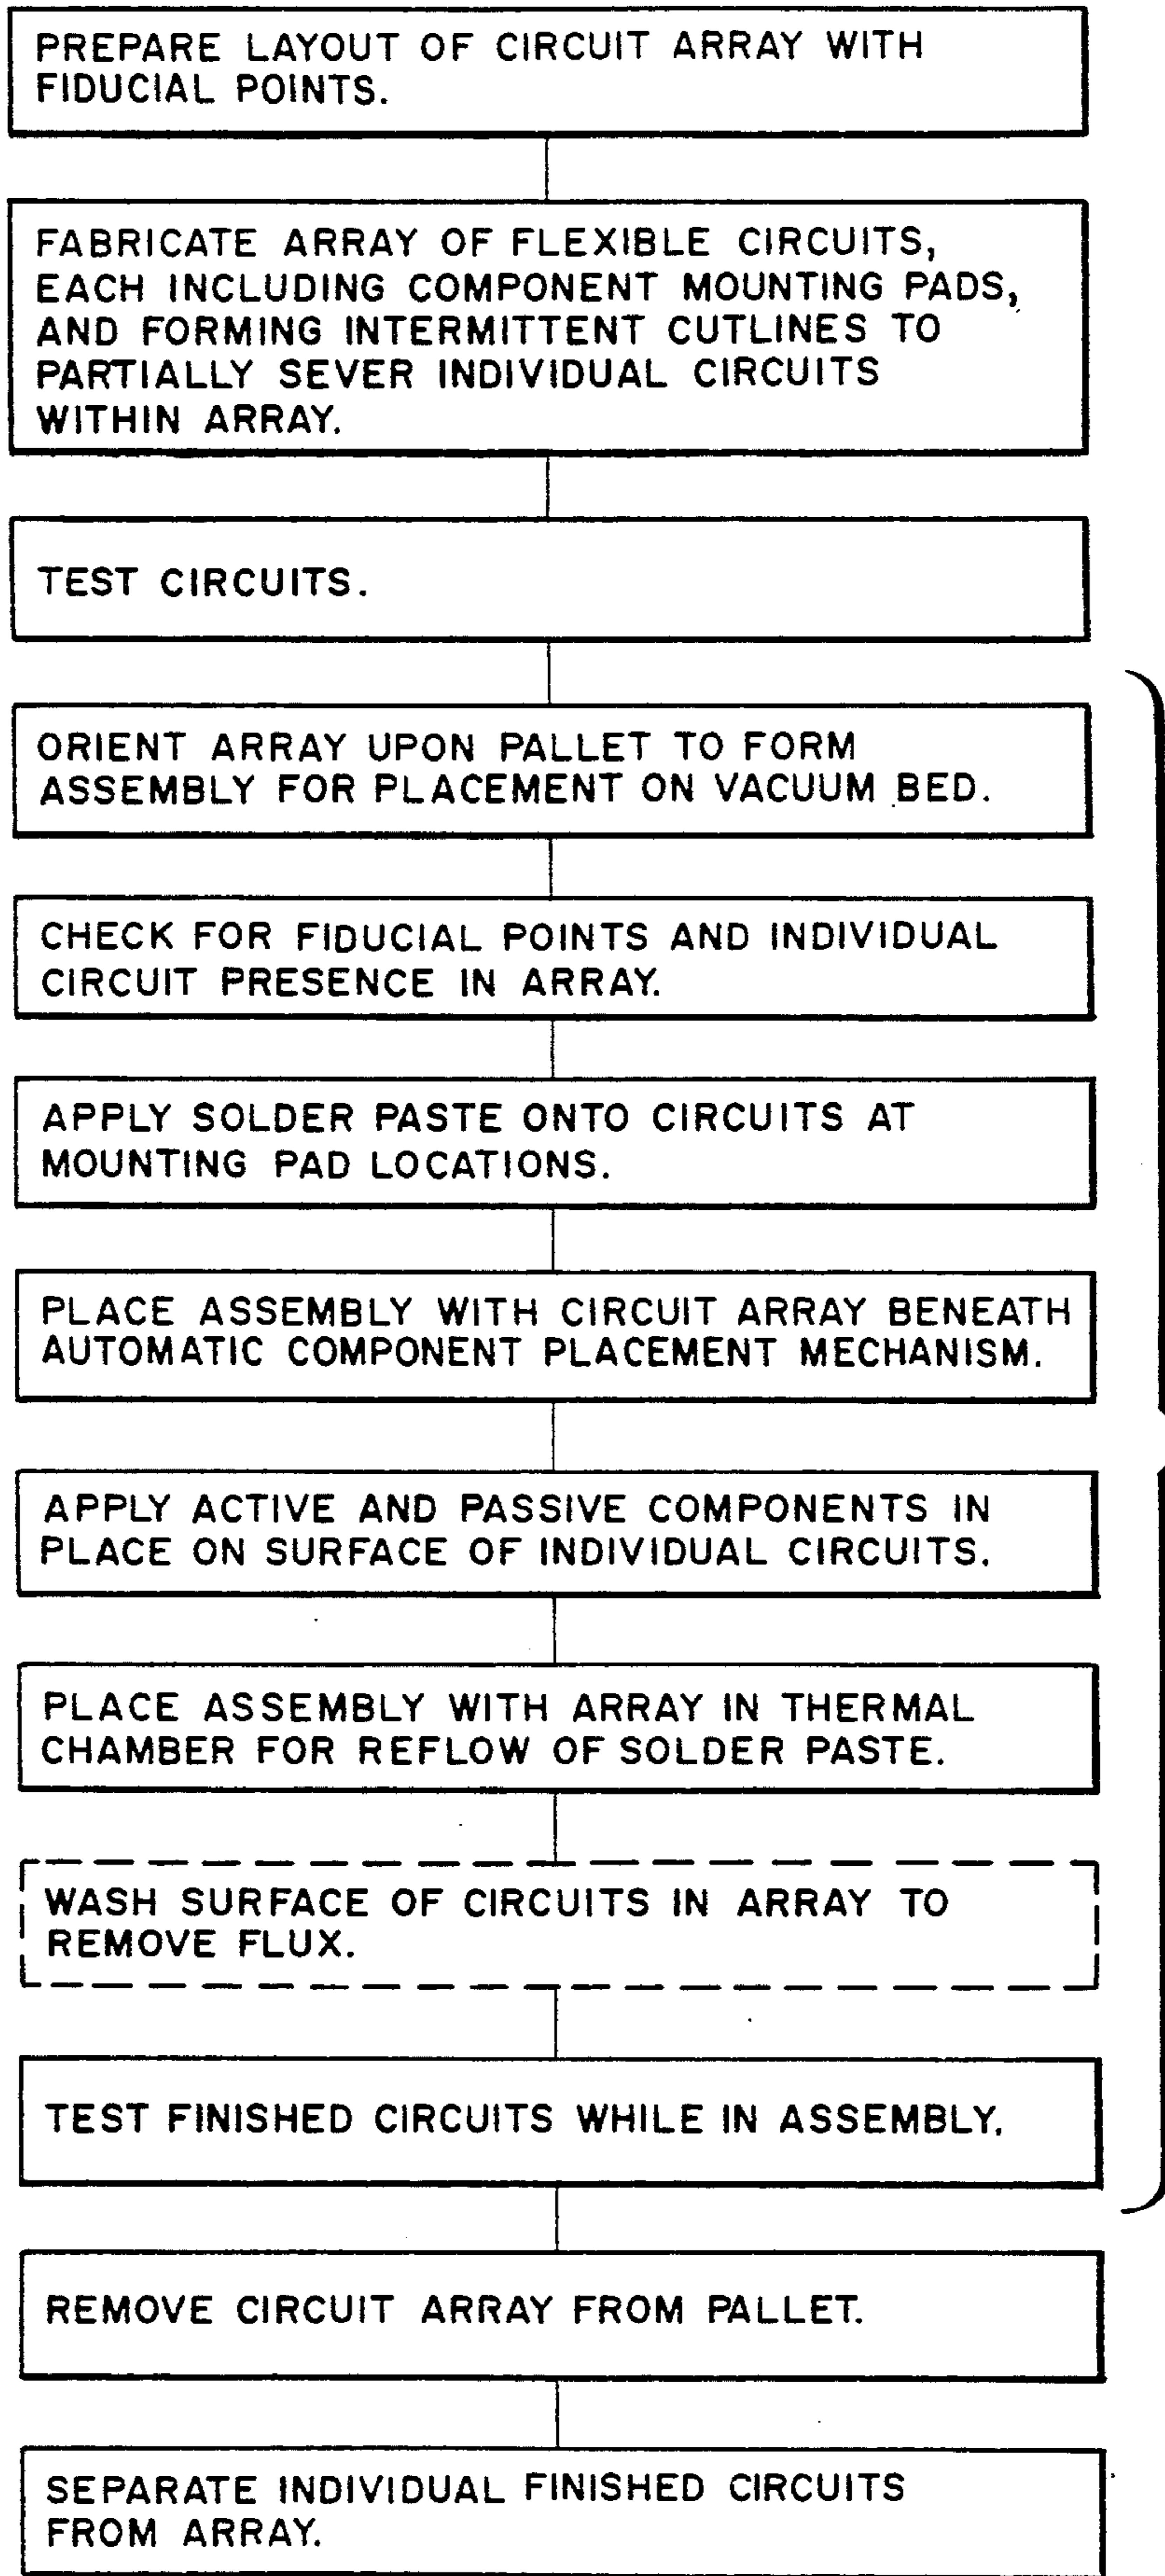 PREPARE LAYOUT OF CIRCUIT ARRAY WITH
FIDUCIAL POINTS.
FABRICATE ARRAY OF FLEXIBLE CIRCUITS,
EACH INCLUDING COMPONENT MOUNTING PADS,
AND FORMING INTERMITTENT CUTLINES TO
PARTIALLY SEVER INDIVIDUAL CIRCUITS
WITHIN ARRAY.
TEST CIRCUITS.
ORIENT ARRAY UPON PALLET TO FORM
ASSEMBLY FOR PLACEMENT ON VACUUM BED.
CHECK FOR FIDUCIAL POINTS AND INDIVIDUAL
CIRCUIT PRESENCE IN ARRAY.
APPLY SOLDER PASTE ONTO CIRCUITS AT
MOUNTING PAD LOCATIONS.
PLACE ASSEMBLY WITH CIRCUIT ARRAY BENEATH
AUTOMATIC COMPONENT PLACEMENT MECHANISM.
APPLY ACTIVE AND PASSIVE COMPONENTS IN
PLACE ON SURFACE OF INDIVIDUAL CIRCUITS.
PLACE ASSEMBLY WITH ARRAY IN THERMAL
CHAMBER FOR REFLOW OF SOLDER PASTE.
WASH SURFACE OF CIRCUITS IN ARRAY TO
REMOVE FLUX.
TEST FINISHED CIRCUITS WHILE IN ASSEMBLY.
REMOVE CIRCUIT ARRAY FROM PALLET.
SEPARATE INDIVIDUAL FINISHED CIRCUITS
FROM ARRAY.